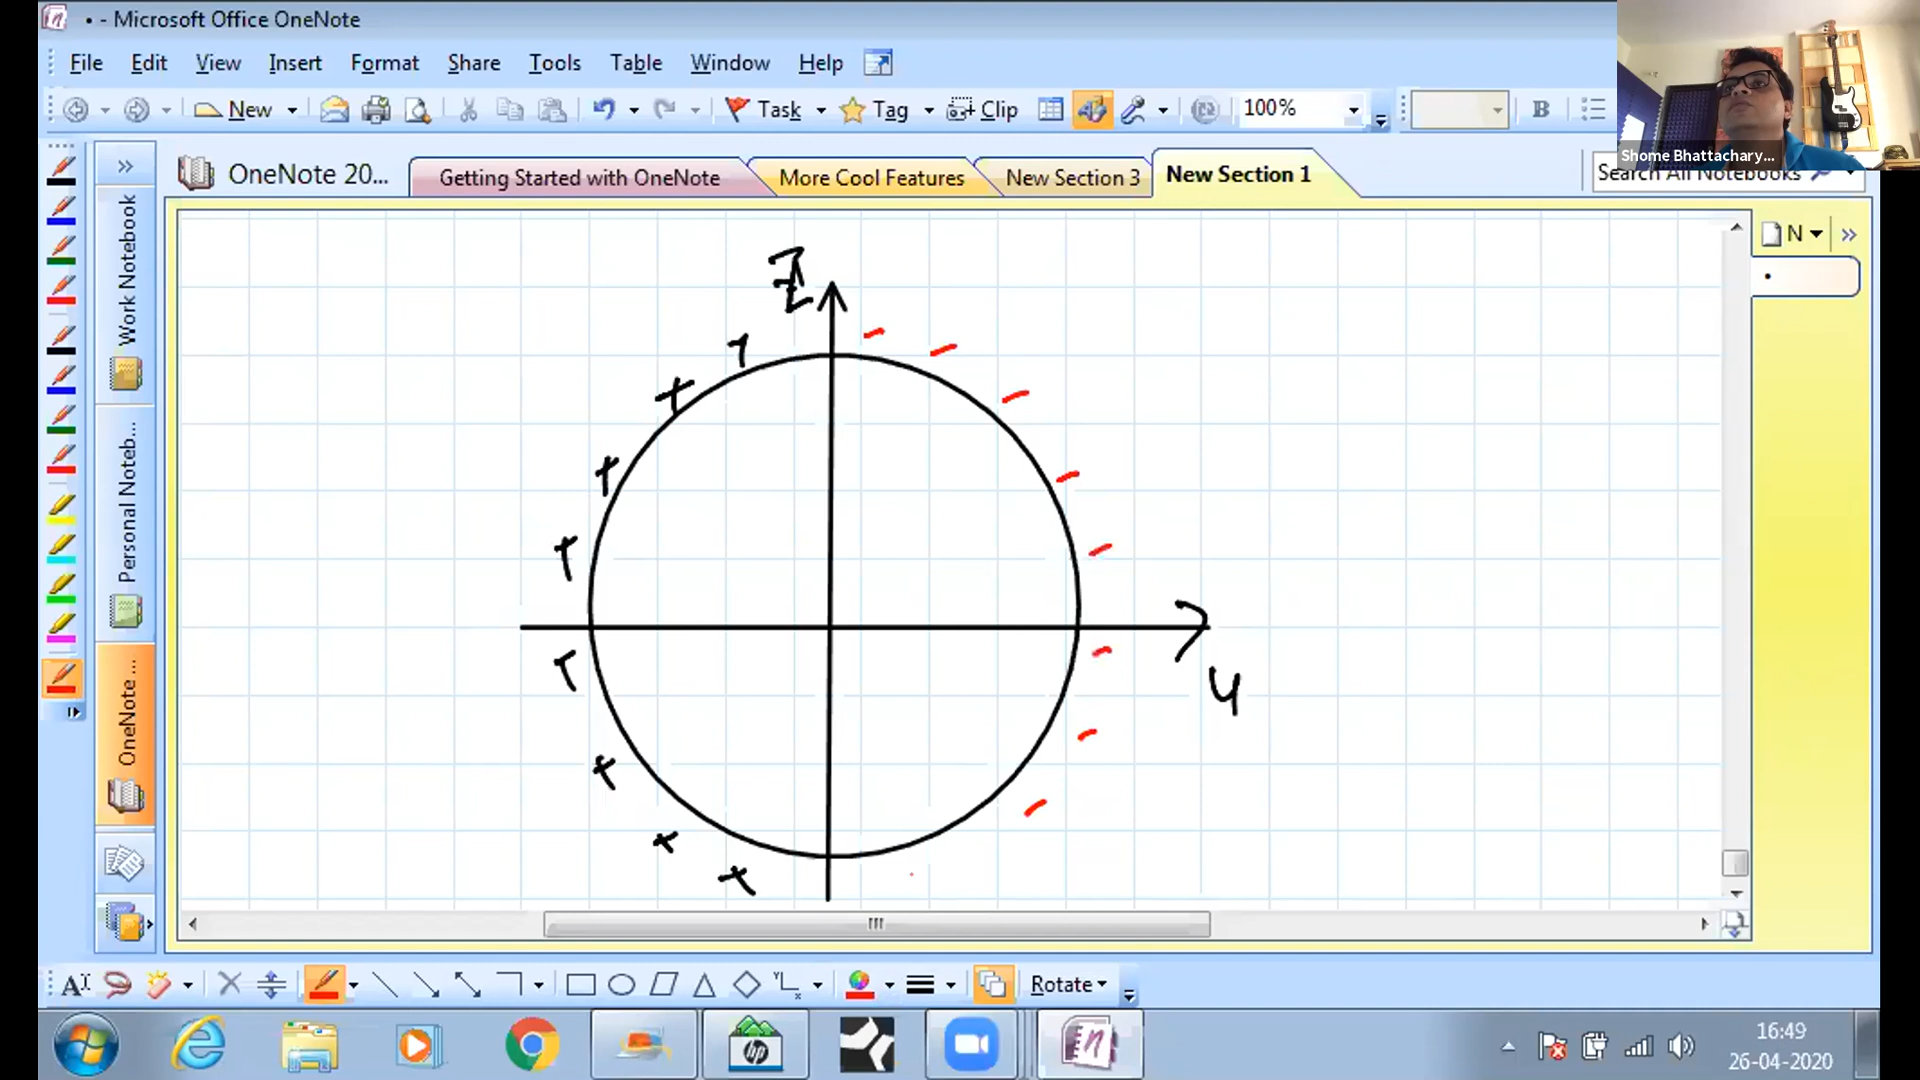 • - Microsoft Office OneNote
File Edit View Insert Format Share Tools Table Window Help
New Task Tag Clip 100% B
Shome Bhattachary...
OneNote 20... Getting Started with OneNote More Cool Features New Section 3 New Section 1 Search All Notebooks
Work Notebook
Personal Noteb...
OneNote ...
N
•
Z
y
+ + + + + + + +
- - - - - - - -
A Rotate
hp
16:49
26-04-2020